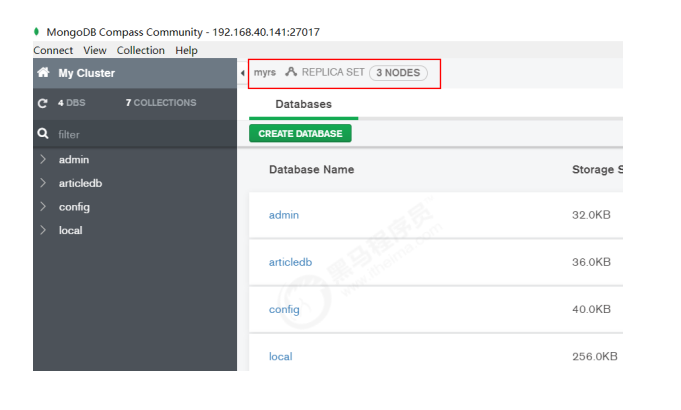 MongoDB Compass Community - 192.168.40.141:27017
Connect View Collection Help
My Cluster
myrs REPLICA SET 3 NODES
4 DBS 7 COLLECTIONS
Databases
filter
CREATE DATABASE
admin
articledb
config
local
Database Name Storage S
admin 32.0KB
articledb 36.0KB
config 40.0KB
local 256.0KB
黑马程序员
www.itheima.com